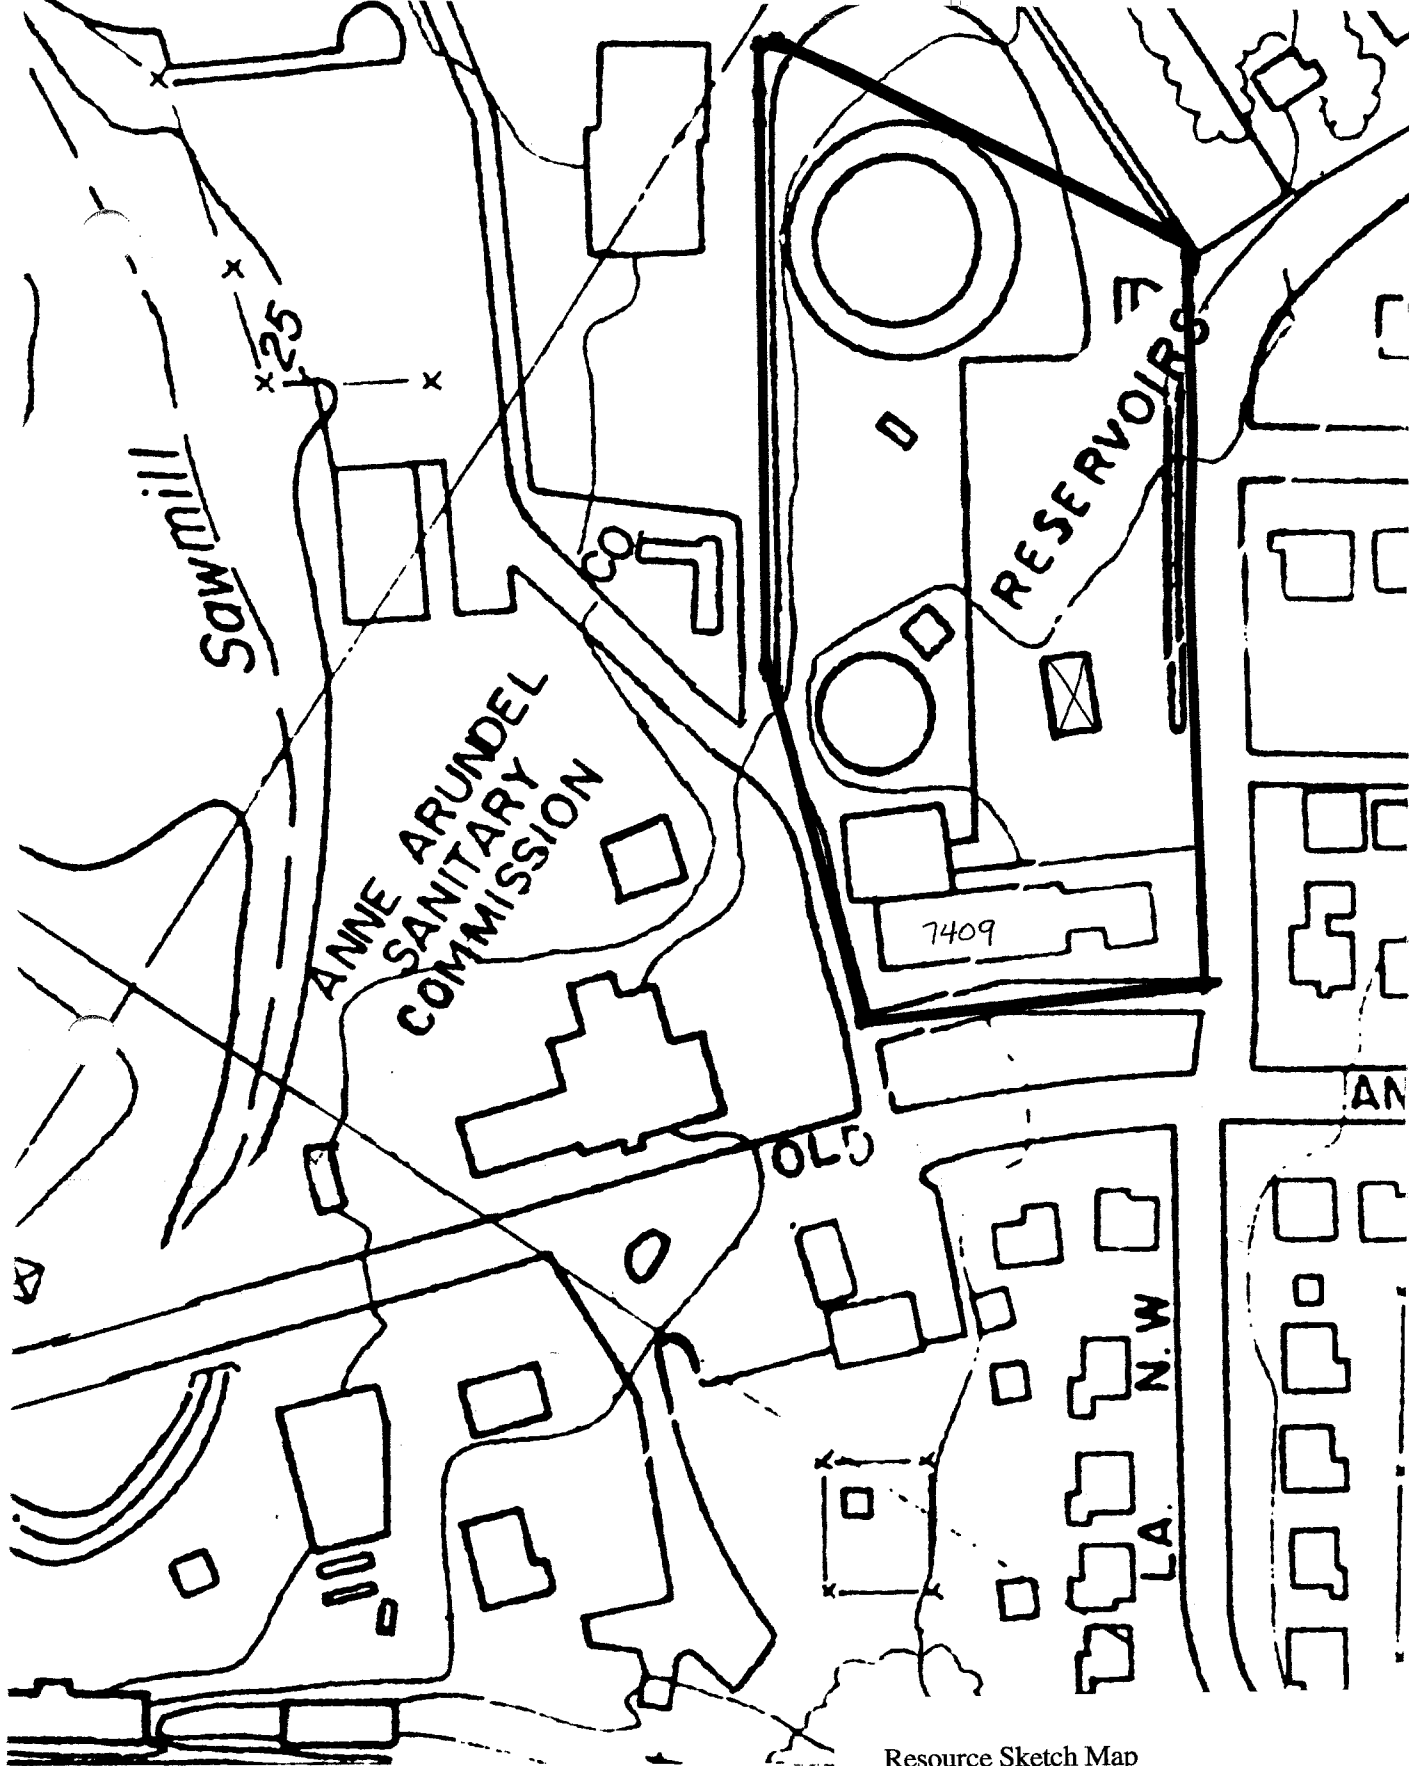 25
Sawmill
RESERVOIRS
CO
ANNE ARUNDEL
SANITARY
COMMISSION
7409
AN
OLD
N.W
LA.
Resource Sketch Map